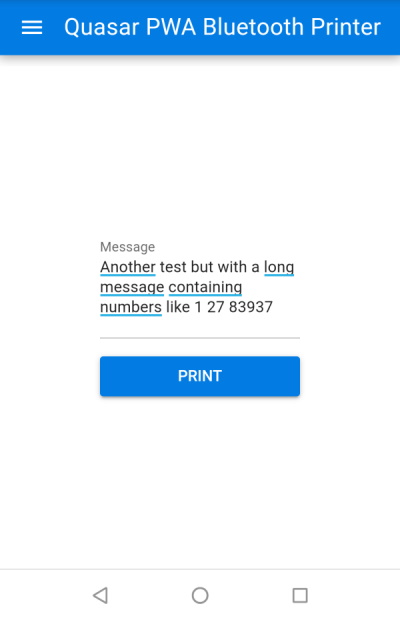 Quasar PWA Bluetooth Printer
Message
Another test but with a long
message containing
numbers like 1 27 83937
PRINT